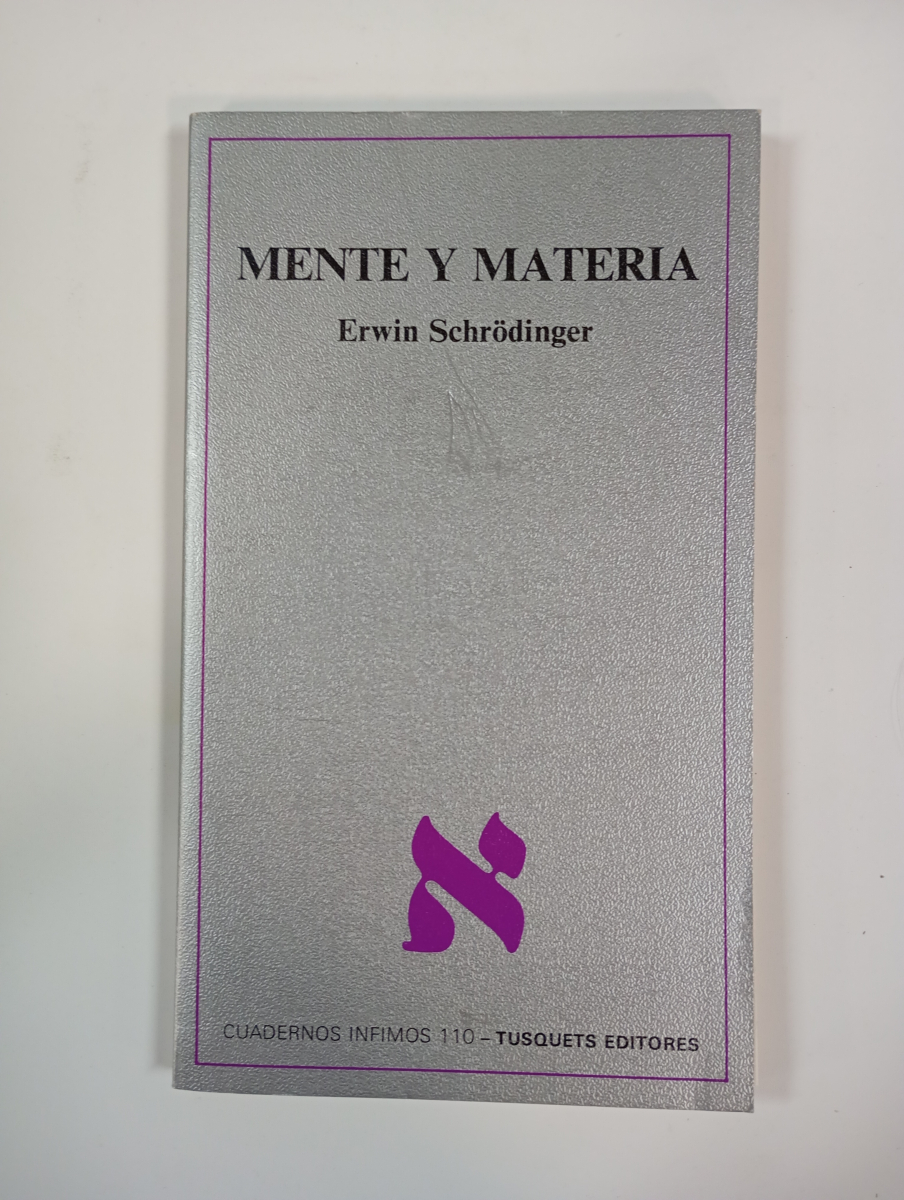 MENTE Y MATERIA
Erwin Schrödinger
א
CUADERNOS INFIMOS 110 – TUSQUETS EDITORES